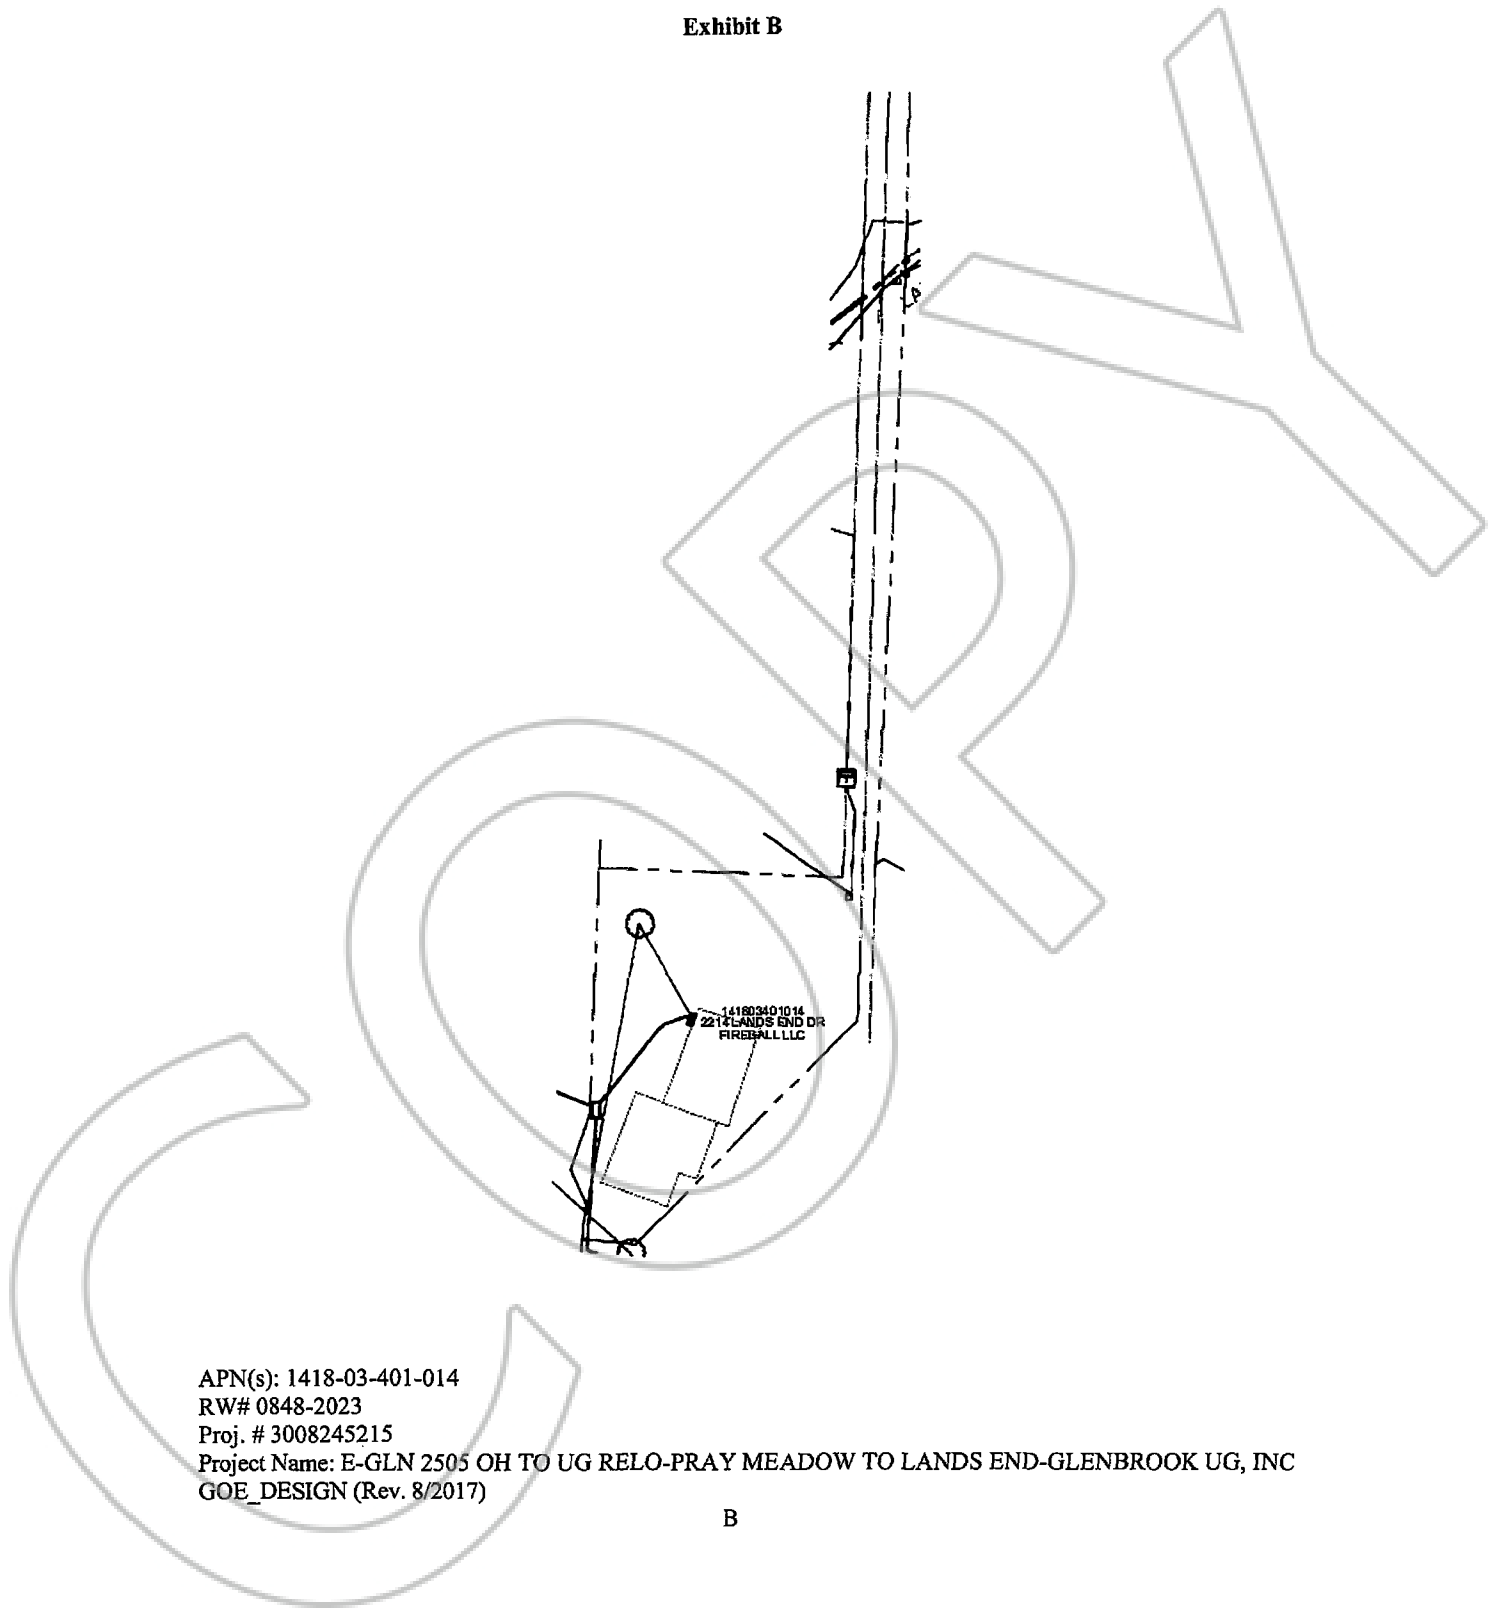 Exhibit B
141803401014
2214 LANDS END DR
FIREBALL LLC
COPY
APN(s): 1418-03-401-014
RW# 0848-2023
Proj. # 3008245215
Project Name: E-GLN 2505 OH TO UG RELO-PRAY MEADOW TO LANDS END-GLENBROOK UG, INC
GOE_DESIGN (Rev. 8/2017)
B